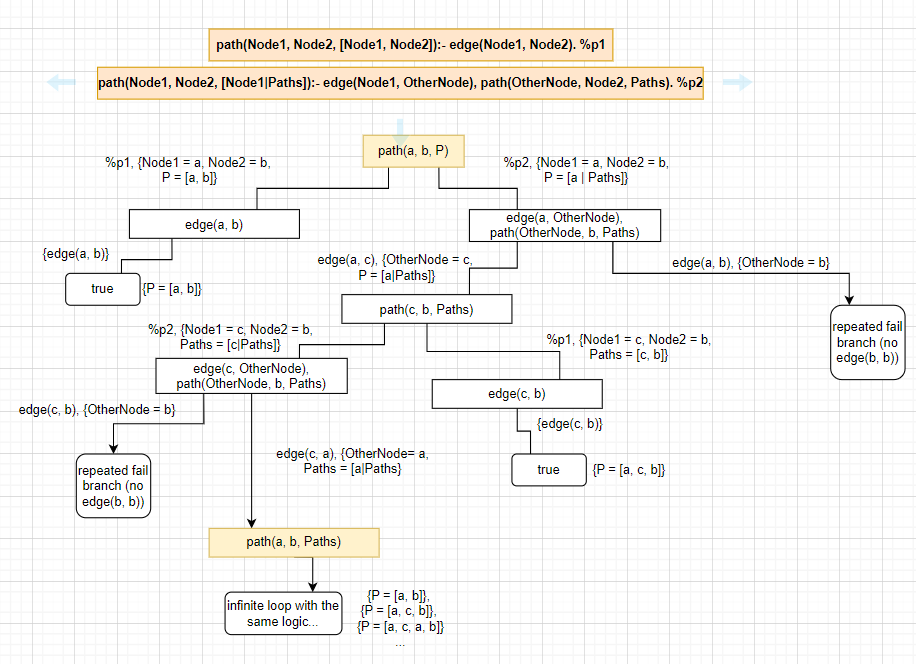 path(Node1, Node2, [Node1, Node2]):- edge(Node1, Node2). %p1
path(Node1, Node2, [Node1|Paths]):- edge(Node1, OtherNode), path(OtherNode, Node2, Paths). %p2
path(a, b, P)
%p1, {Node1 = a, Node2 = b,
P = [a, b]}
%p2, {Node1 = a, Node2 = b,
P = [a | Paths]}
edge(a, b)
edge(a, OtherNode),
path(OtherNode, b, Paths)
{edge(a, b)}
true
{P = [a, b]}
edge(a, c), {OtherNode = c,
P = [a|Paths]}
edge(a, b), {OtherNode = b}
path(c, b, Paths)
repeated fail
branch (no
edge(b, b))
%p2, {Node1 = c, Node2 = b,
Paths = [c|Paths]}
%p1, {Node1 = c, Node2 = b,
Paths = [c, b]}
edge(c, OtherNode),
path(OtherNode, b, Paths)
edge(c, b)
edge(c, b), {OtherNode = b}
{edge(c, b)}
repeated fail
branch (no
edge(b, b))
edge(c, a), {OtherNode= a,
Paths = [a|Paths}
true
{P = [a, c, b]}
path(a, b, Paths)
infinite loop with the
same logic...
{P = [a, b]},
{P = [a, c, b]},
{P = [a, c, a, b]}
...